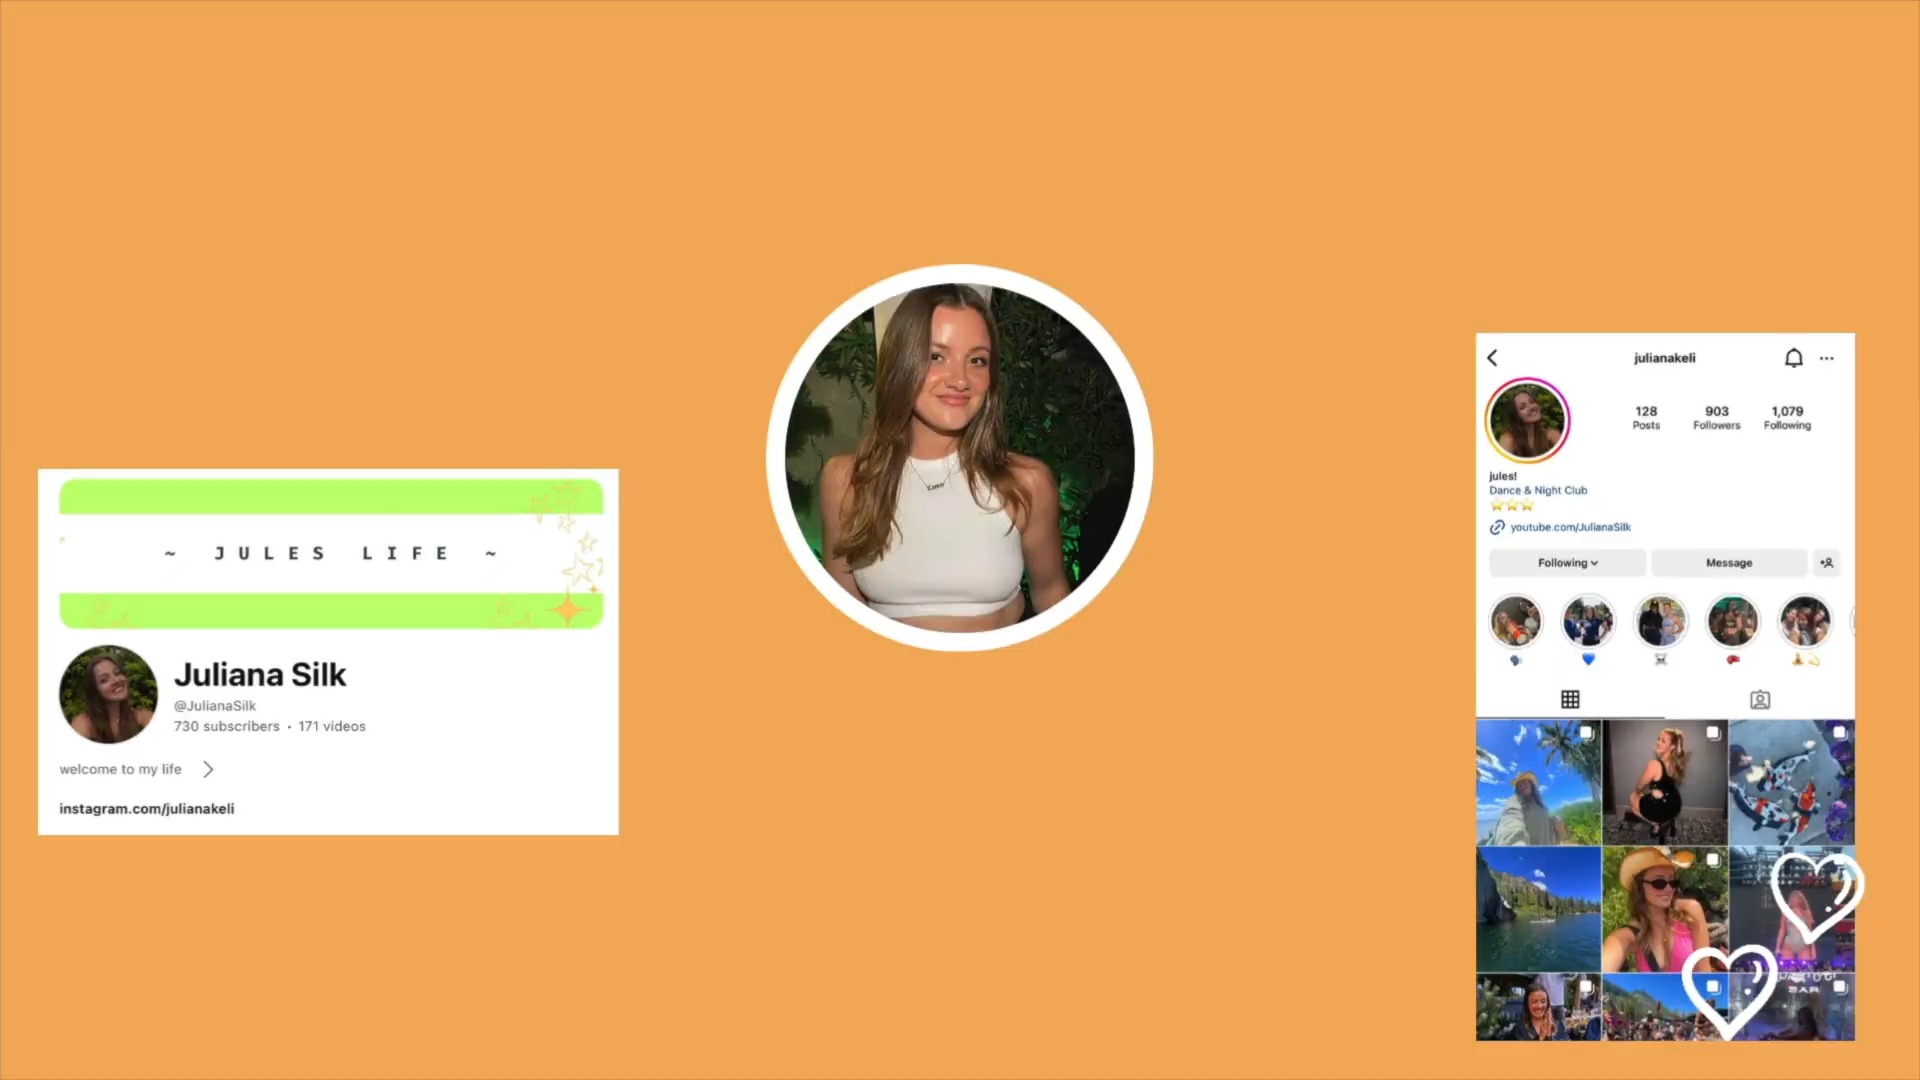 ~ JULES LIFE ~
Juliana Silk
@JulianaSilk
730 subscribers • 171 videos
welcome to my life
instagram.com/julianakeli
julianakeli
128 903 1,079
Posts Followers Following
jules!
Dance & Night Club
youtube.com/JulianaSilk
Following Message
BAR